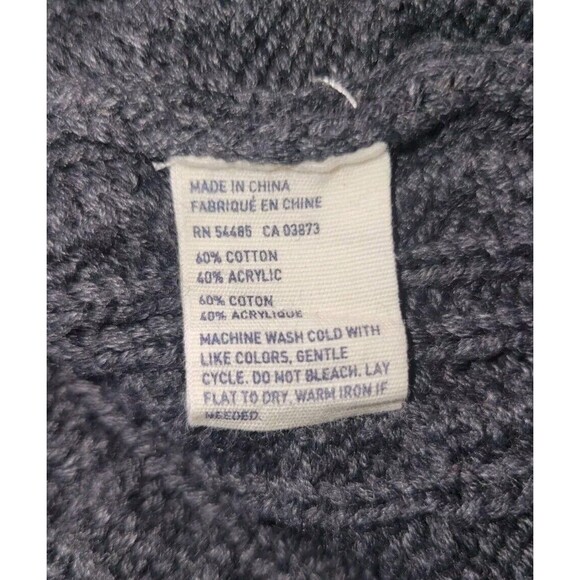 MADE IN CHINA
FABRIQUÉ EN CHINE
RN 54485 CA 03873
60% COTTON
40% ACRYLIC
60% COTON
40% ACRYLIQUE
MACHINE WASH COLD WITH
LIKE COLORS, GENTLE
CYCLE. DO NOT BLEACH. LAY
FLAT TO DRY. WARM IRON IF
NEEDED.